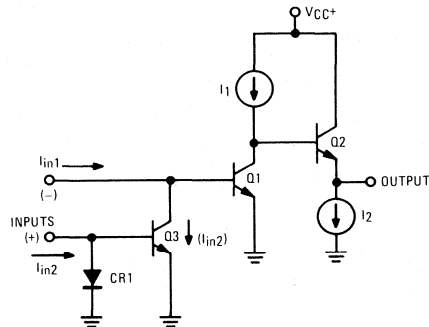 VCC+
I1
Q2
Iin1
Q1
OUTPUT
(−)
I2
INPUTS
(+)
Q3
(Iin2)
Iin2
CR1